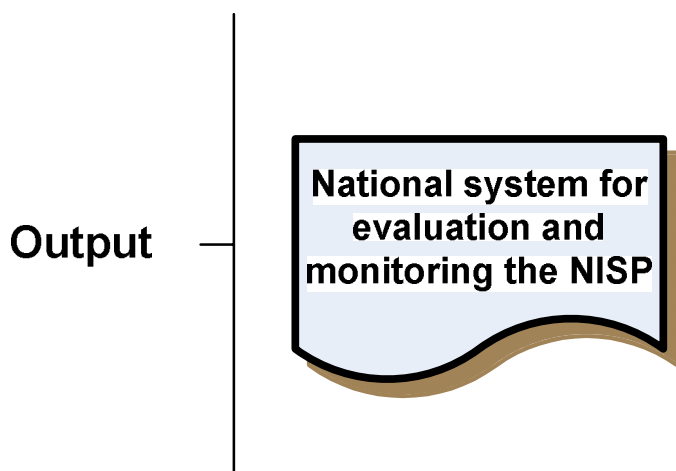 Output
National system for
evaluation and
monitoring the NISP